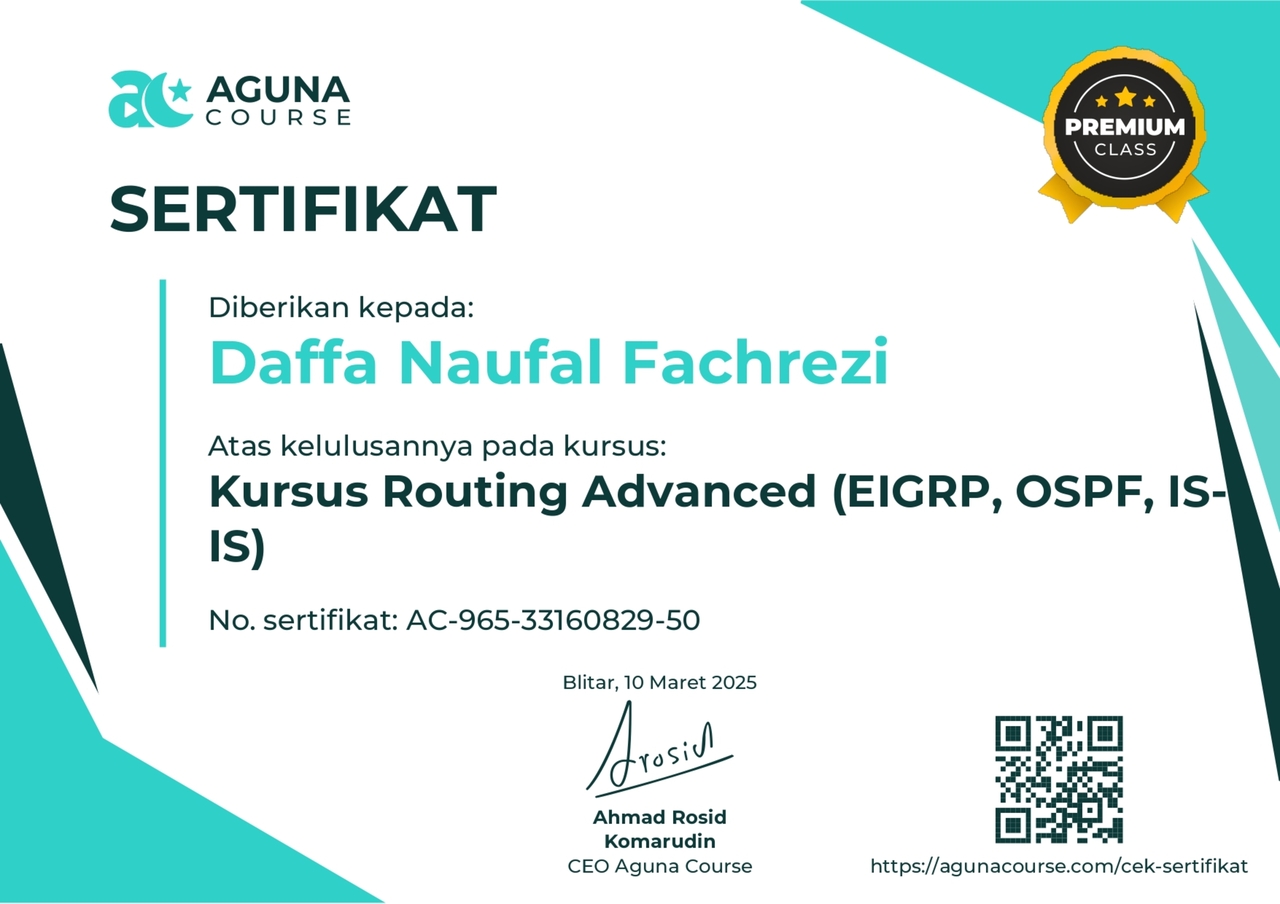 ac AGUNA
COURSE
PREMIUM
CLASS
SERTIFIKAT
Diberikan kepada:
Daffa Naufal Fachrezi
Atas kelulusannya pada kursus:
Kursus Routing Advanced (EIGRP, OSPF, IS-
IS)
No. sertifikat: AC-965-33160829-50
Blitar, 10 Maret 2025
Arosid
Ahmad Rosid
Komarudin
CEO Aguna Course
https://agunacourse.com/cek-sertifikat